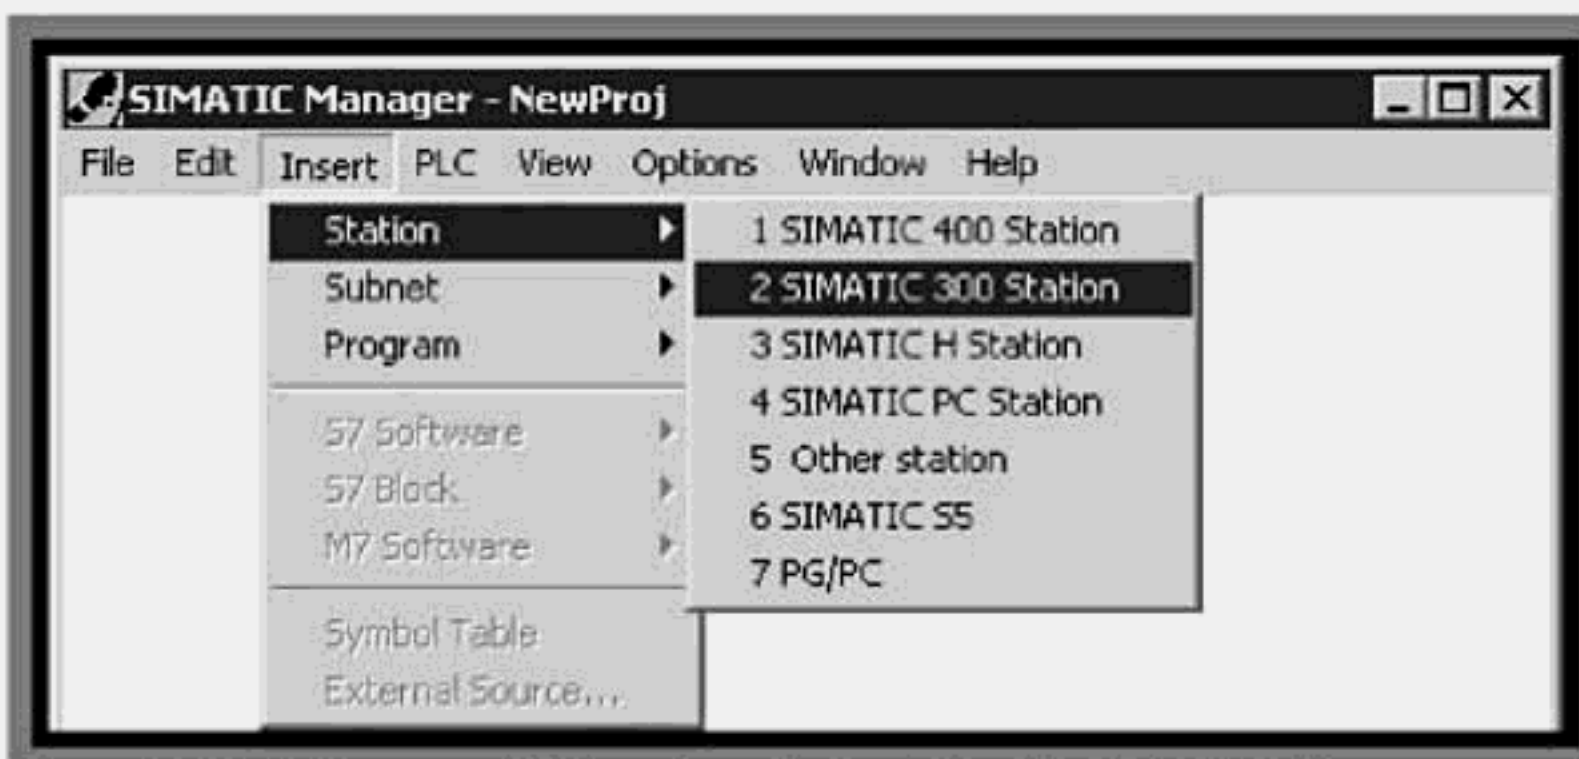 SIMATIC Manager - NewProj
File Edit Insert PLC View Options Window Help
Station
Subnet
Program
S7 Software
S7 Block
M7 Software
Symbol Table
External Source...
1 SIMATIC 400 Station
2 SIMATIC 300 Station
3 SIMATIC H Station
4 SIMATIC PC Station
5 Other station
6 SIMATIC S5
7 PG/PC